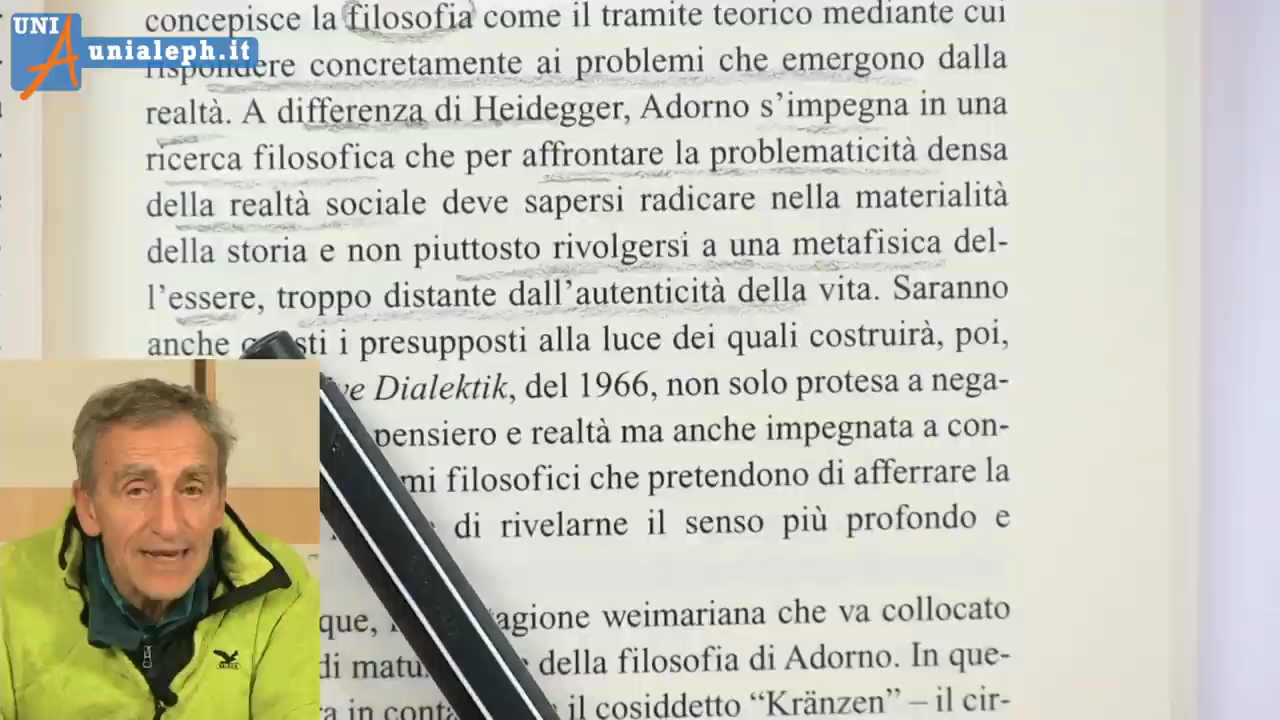 UNI
unialeph.it
concepisce la filosofia come il tramite teorico mediante cui
rispondere concretamente ai problemi che emergono dalla
realtà. A differenza di Heidegger, Adorno s’impegna in una
ricerca filosofica che per affrontare la problematicità densa
della realtà sociale deve sapersi radicare nella materialità
della storia e non piuttosto rivolgersi a una metafisica del-
l’essere, troppo distante dall’autenticità della vita. Saranno
anche i presupposti alla luce dei quali costruirà, poi,
Dialektik, del 1966, non solo protesa a nega-
pensiero e realtà ma anche impegnata a con-
mi filosofici che pretendono di afferrare la
di rivelarne il senso più profondo e
que, agione weimariana che va collocato
di della filosofia di Adorno. In que-
in il cosiddetto “Kränzen” – il cir-